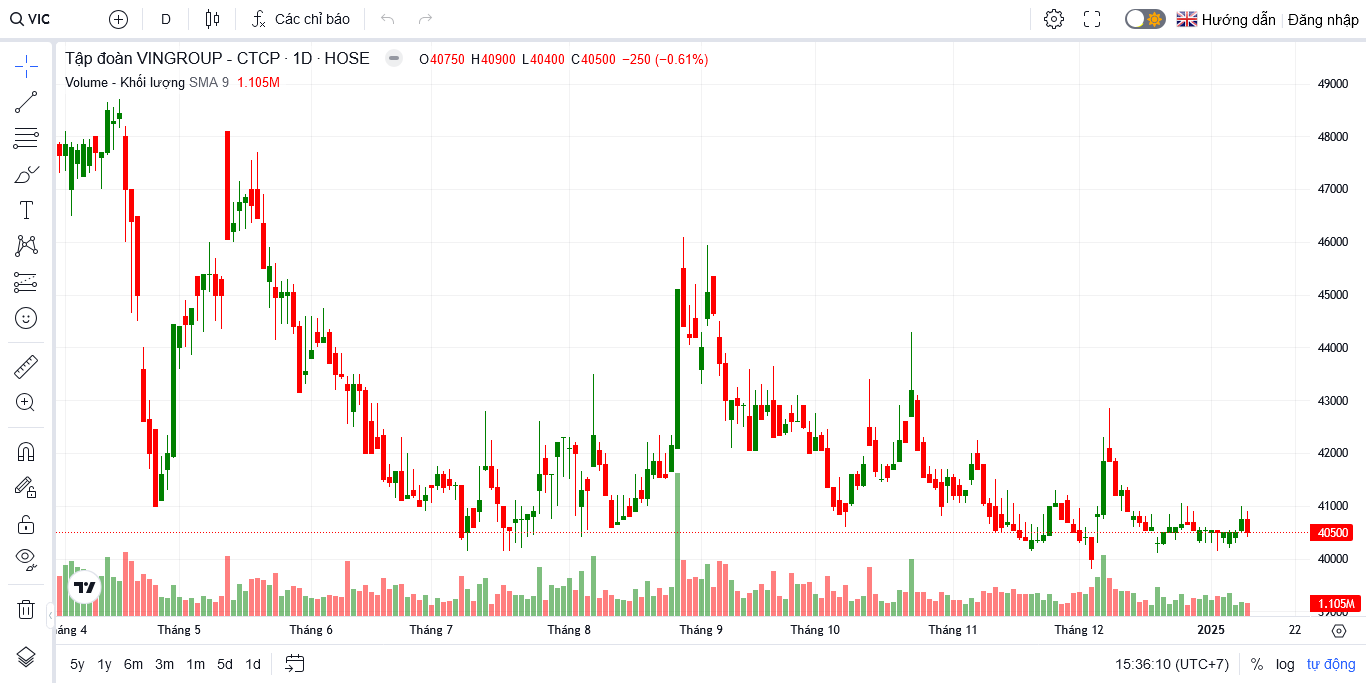 VIC D Các chỉ báo Hướng dẫn Đăng nhập
Tập đoàn VINGROUP - CTCP · 1D · HOSE O40750 H40900 L40400 C40500 −250 (−0.61%)
Volume - Khối lượng SMA 9 1.105M
49000
48000
47000
46000
45000
44000
43000
42000
41000
40500
40000
1.105M
39000
Tháng 5 Tháng 6 Tháng 7 Tháng 8 Tháng 9 Tháng 10 Tháng 11 Tháng 12 2025 22
5y 1y 6m 3m 1m 5d 1d 15:36:10 (UTC+7) % log tự động